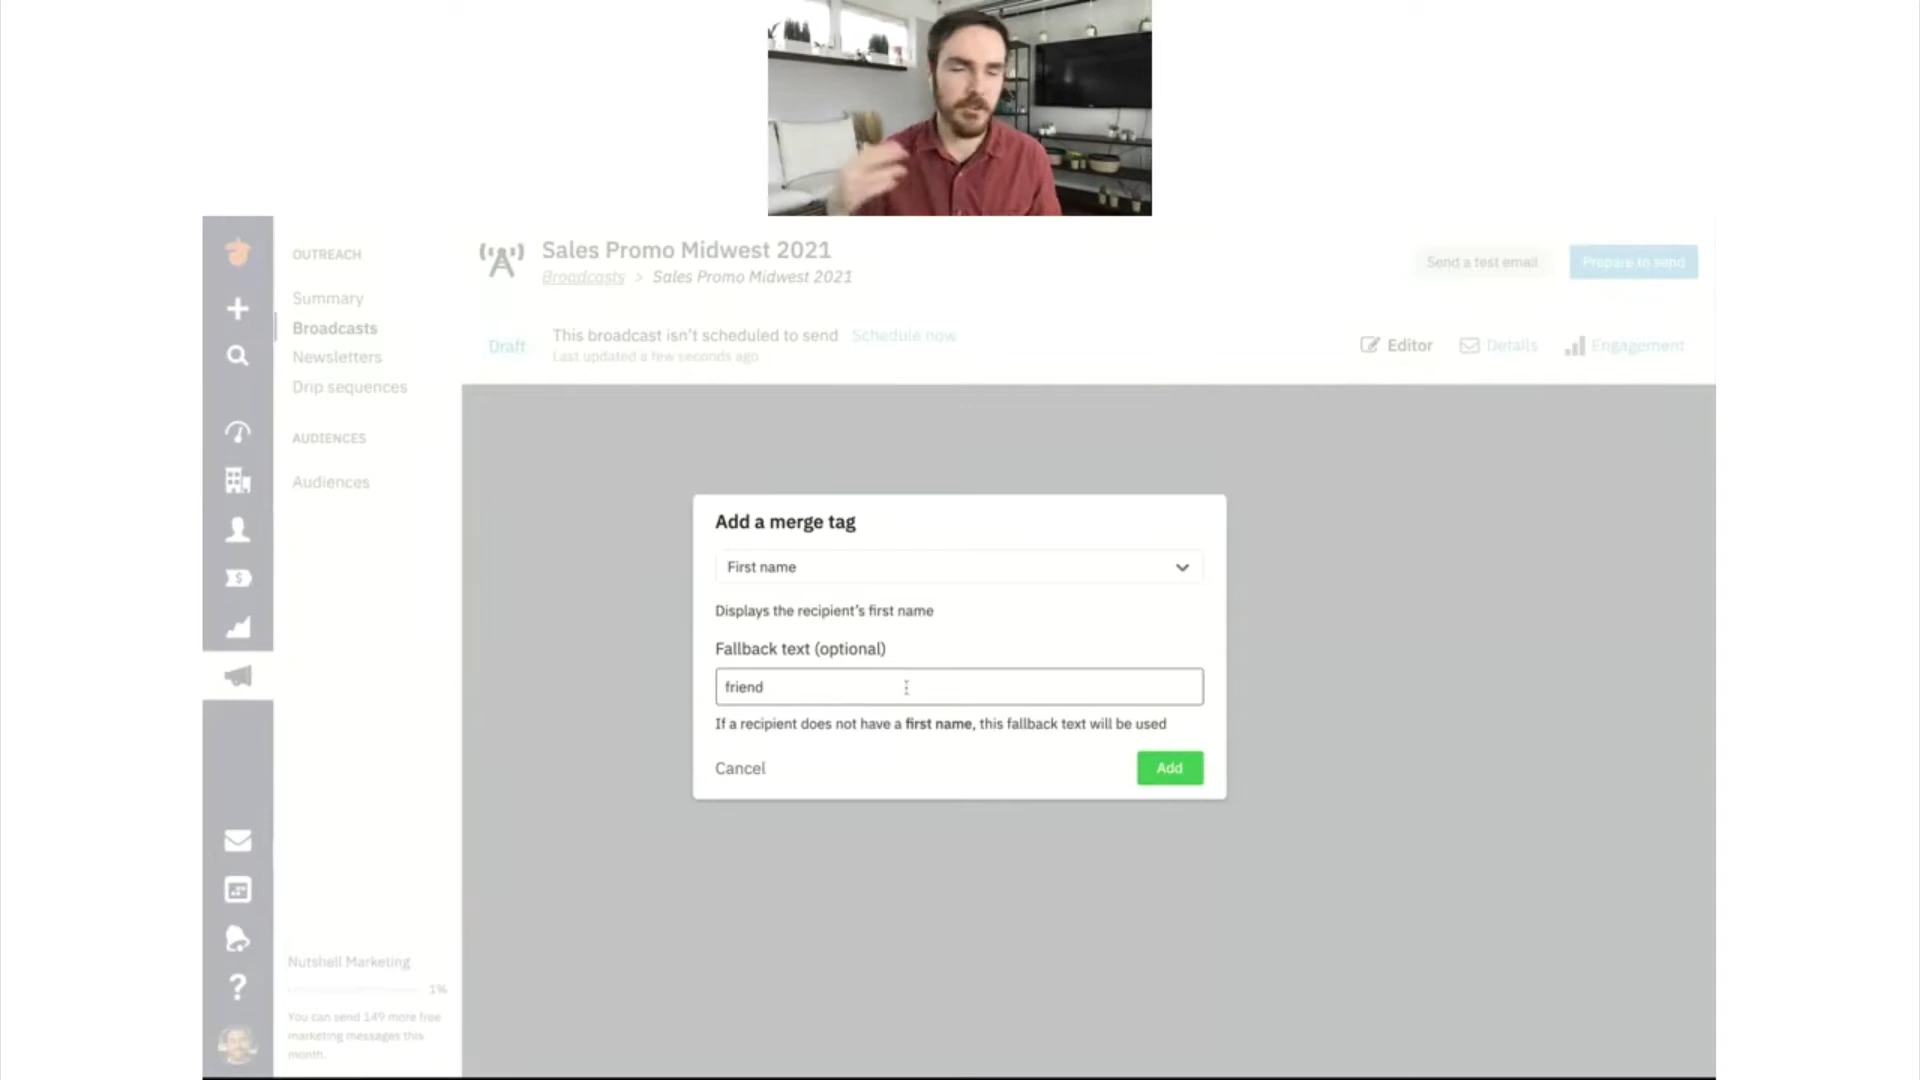 OUTREACH
Summary
Broadcasts
Newsletters
Drip sequences
AUDIENCES
Audiences
Nutshell Marketing
1%
You can send 149 more free
marketing messages this
month.
Sales Promo Midwest 2021
Broadcasts > Sales Promo Midwest 2021
Send a test email
Prepare to send
Draft
This broadcast isn't scheduled to send Schedule now
Last updated a few seconds ago
Editor
Details
Engagement
Add a merge tag
First name
Displays the recipient's first name
Fallback text (optional)
friend
If a recipient does not have a first name, this fallback text will be used
Cancel
Add